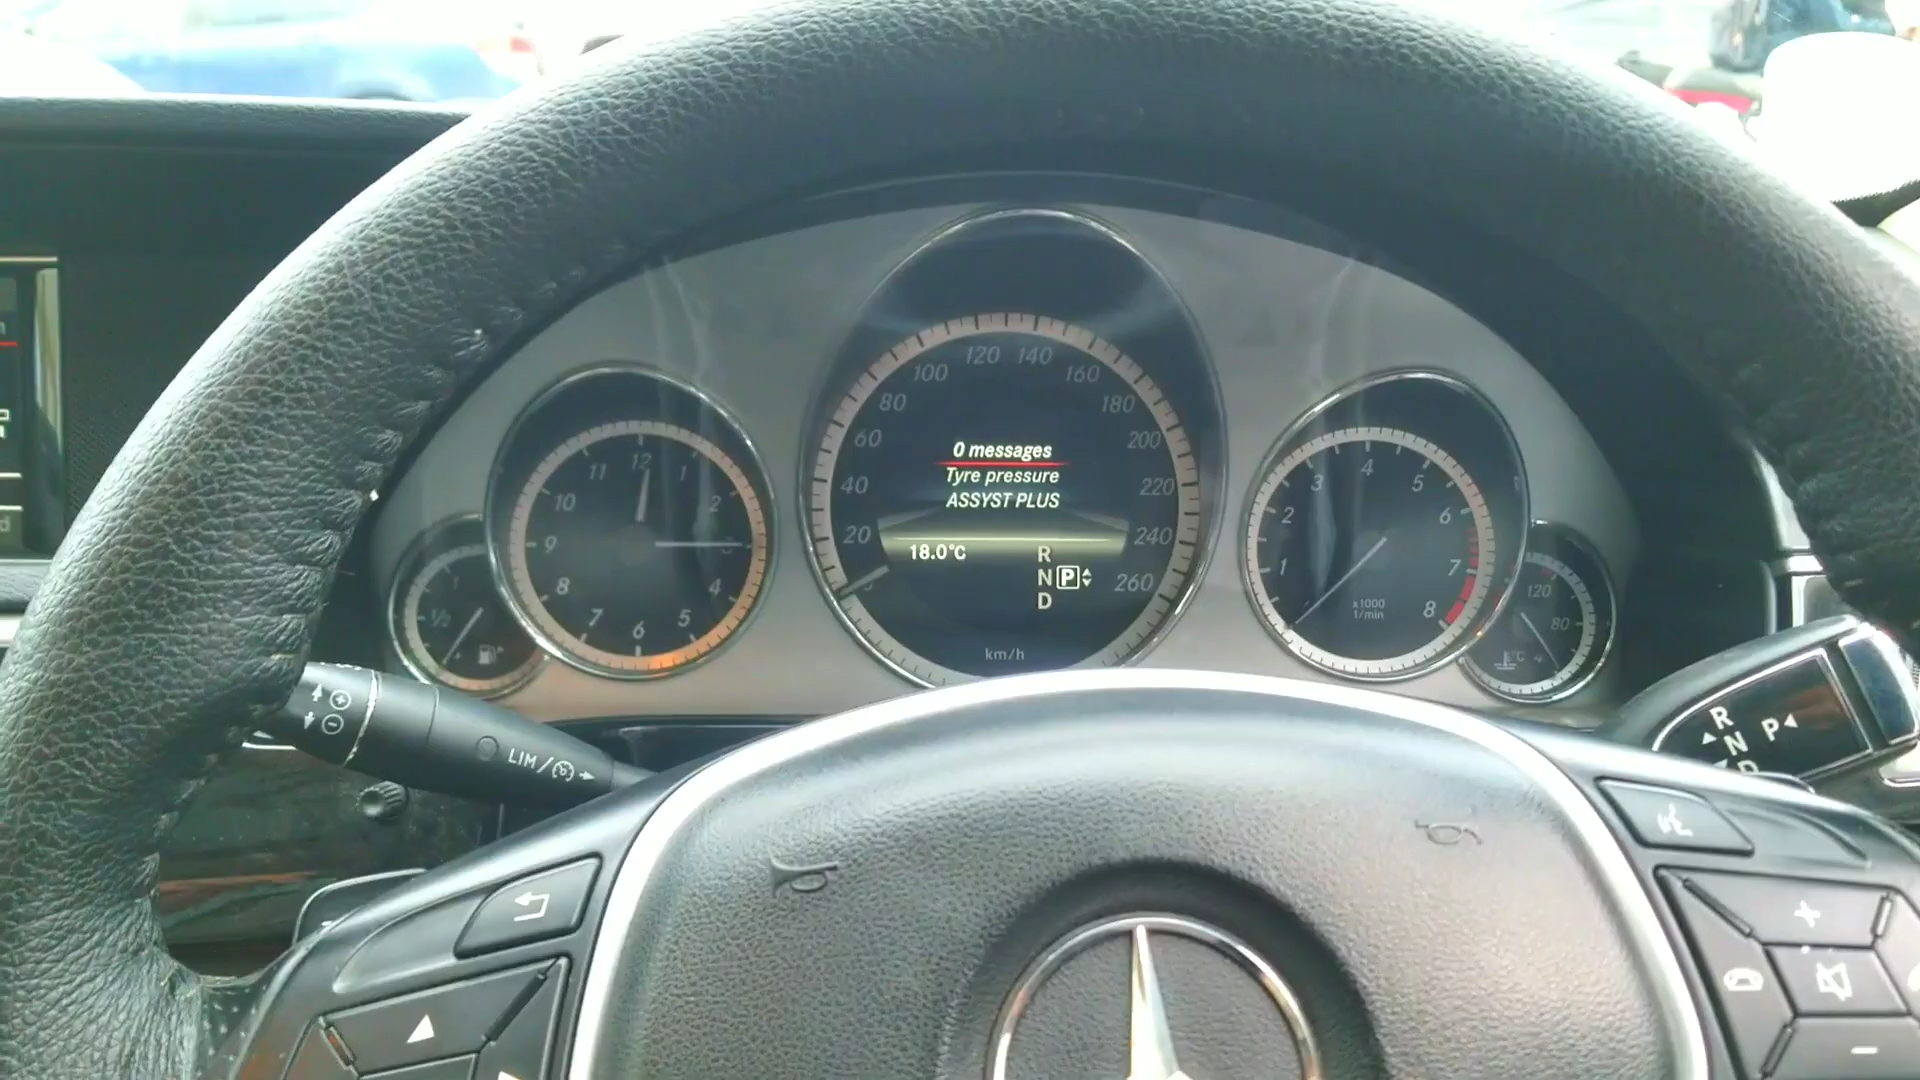 0 messages
Tyre pressure
ASSYST PLUS
18.0°C
R
N P
D
20
40
60
80
100
120
140
160
180
200
220
240
260
km/h
12
1
2
4
5
6
7
8
9
10
11
1/2
1
2
3
4
5
6
7
8
x1000
1/min
120
80
°C
LIM/
R
N P
D